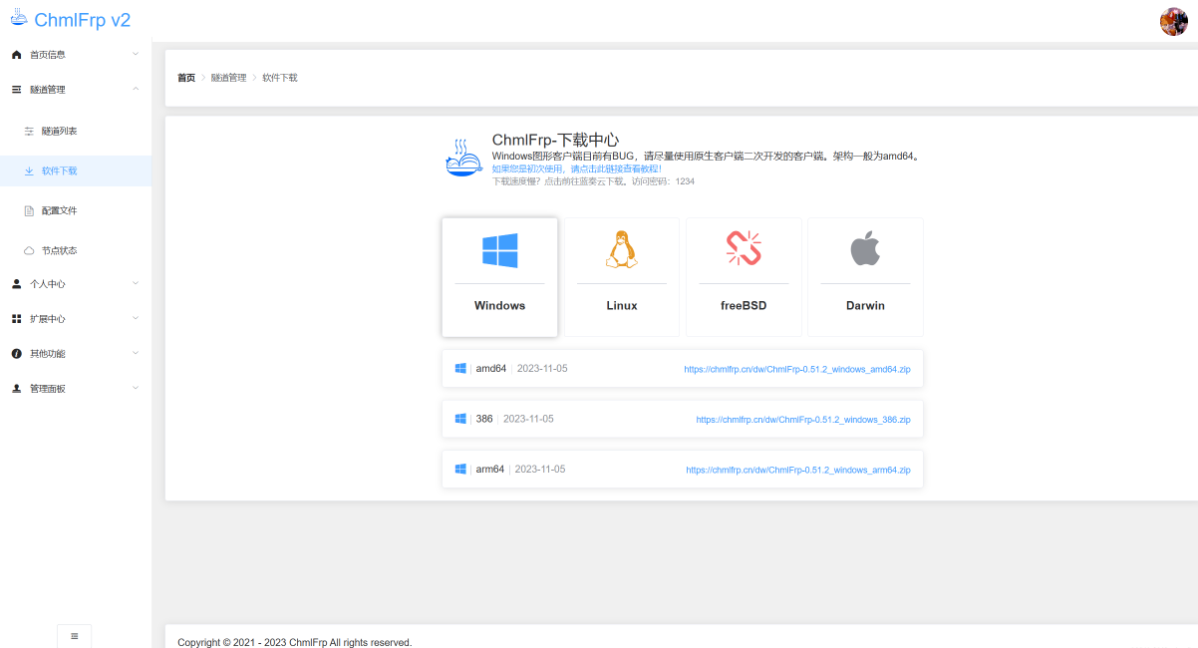 ChmlFrp v2
首页信息
隧道管理
隧道列表
软件下载
配置文件
节点状态
个人中心
扩展中心
其他功能
管理面板
首页 > 隧道管理 > 软件下载
ChmlFrp-下载中心
Windows图形客户端目前有BUG，请尽量使用原生客户端二次开发的客户端。架构一般为amd64。
如果您是初次使用，请点击此链接查看教程！
下载速度慢？点击前往蓝奏云下载。访问密码：1234
Windows
Linux
freeBSD
Darwin
amd64 2023-11-05 https://chmlfrp.cn/dw/ChmlFrp-0.51.2_windows_amd64.zip
386 2023-11-05 https://chmlfrp.cn/dw/ChmlFrp-0.51.2_windows_386.zip
arm64 2023-11-05 https://chmlfrp.cn/dw/ChmlFrp-0.51.2_windows_arm64.zip
Copyright © 2021 - 2023 ChmlFrp All rights reserved.